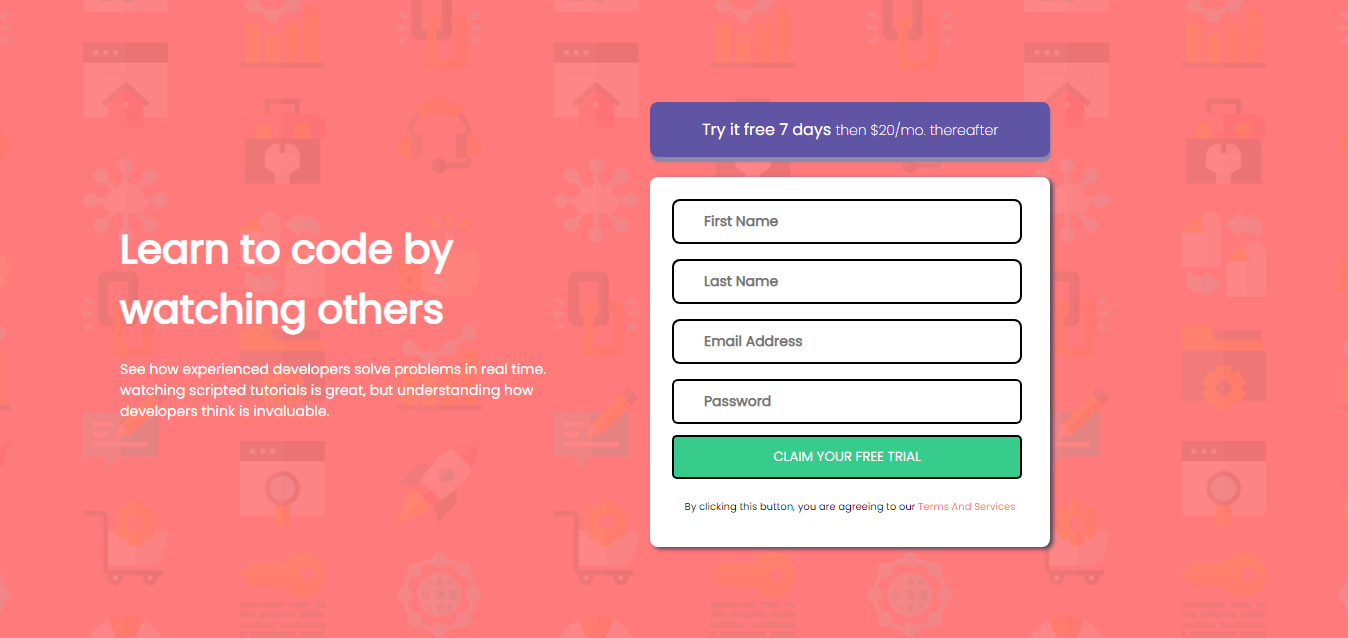 Learn to code by
watching others
See how experienced developers solve problems in real time.
watching scripted tutorials is great, but understanding how
developers think is invaluable.
Try it free 7 days then $20/mo. thereafter
First Name
Last Name
Email Address
Password
CLAIM YOUR FREE TRIAL
By clicking this button, you are agreeing to our Terms And Services